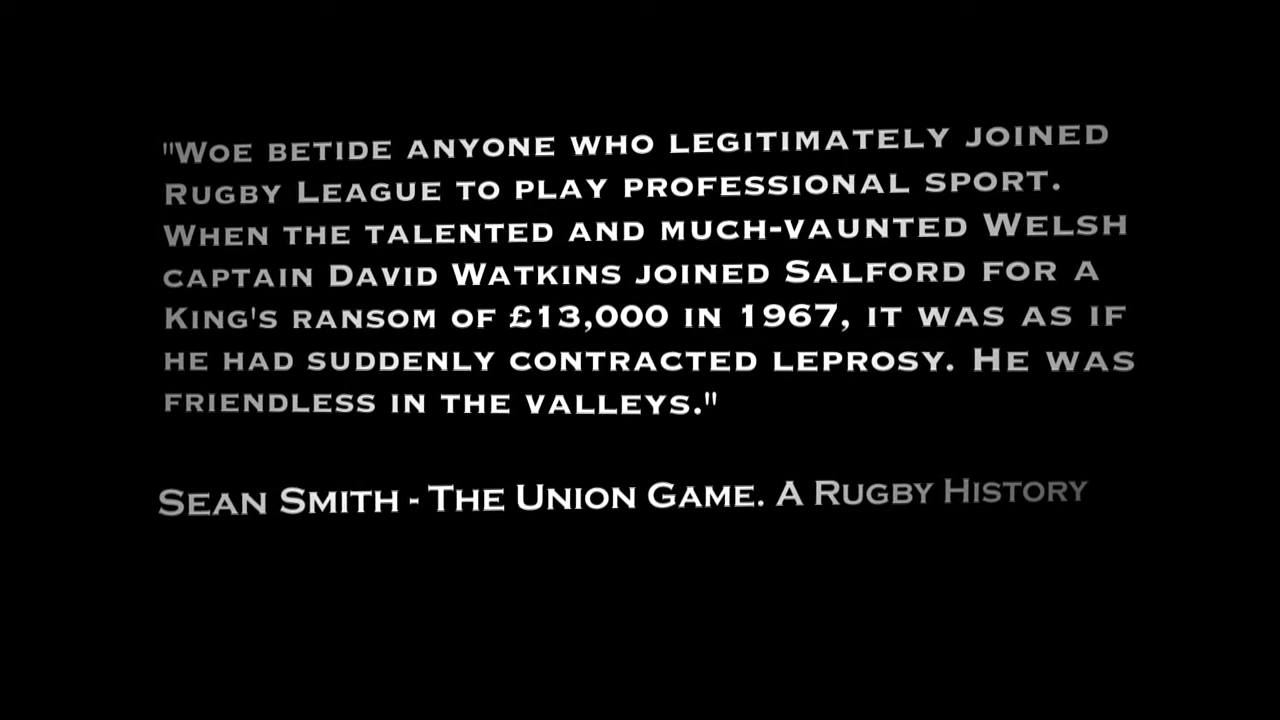 "Woe betide anyone who legitimately joined
Rugby League to play professional sport.
When the talented and much-vaunted Welsh
captain David Watkins joined Salford for a
King's ransom of £13,000 in 1967, it was as if
he had suddenly contracted leprosy. He was
friendless in the valleys."
Sean Smith - The Union Game. A Rugby History